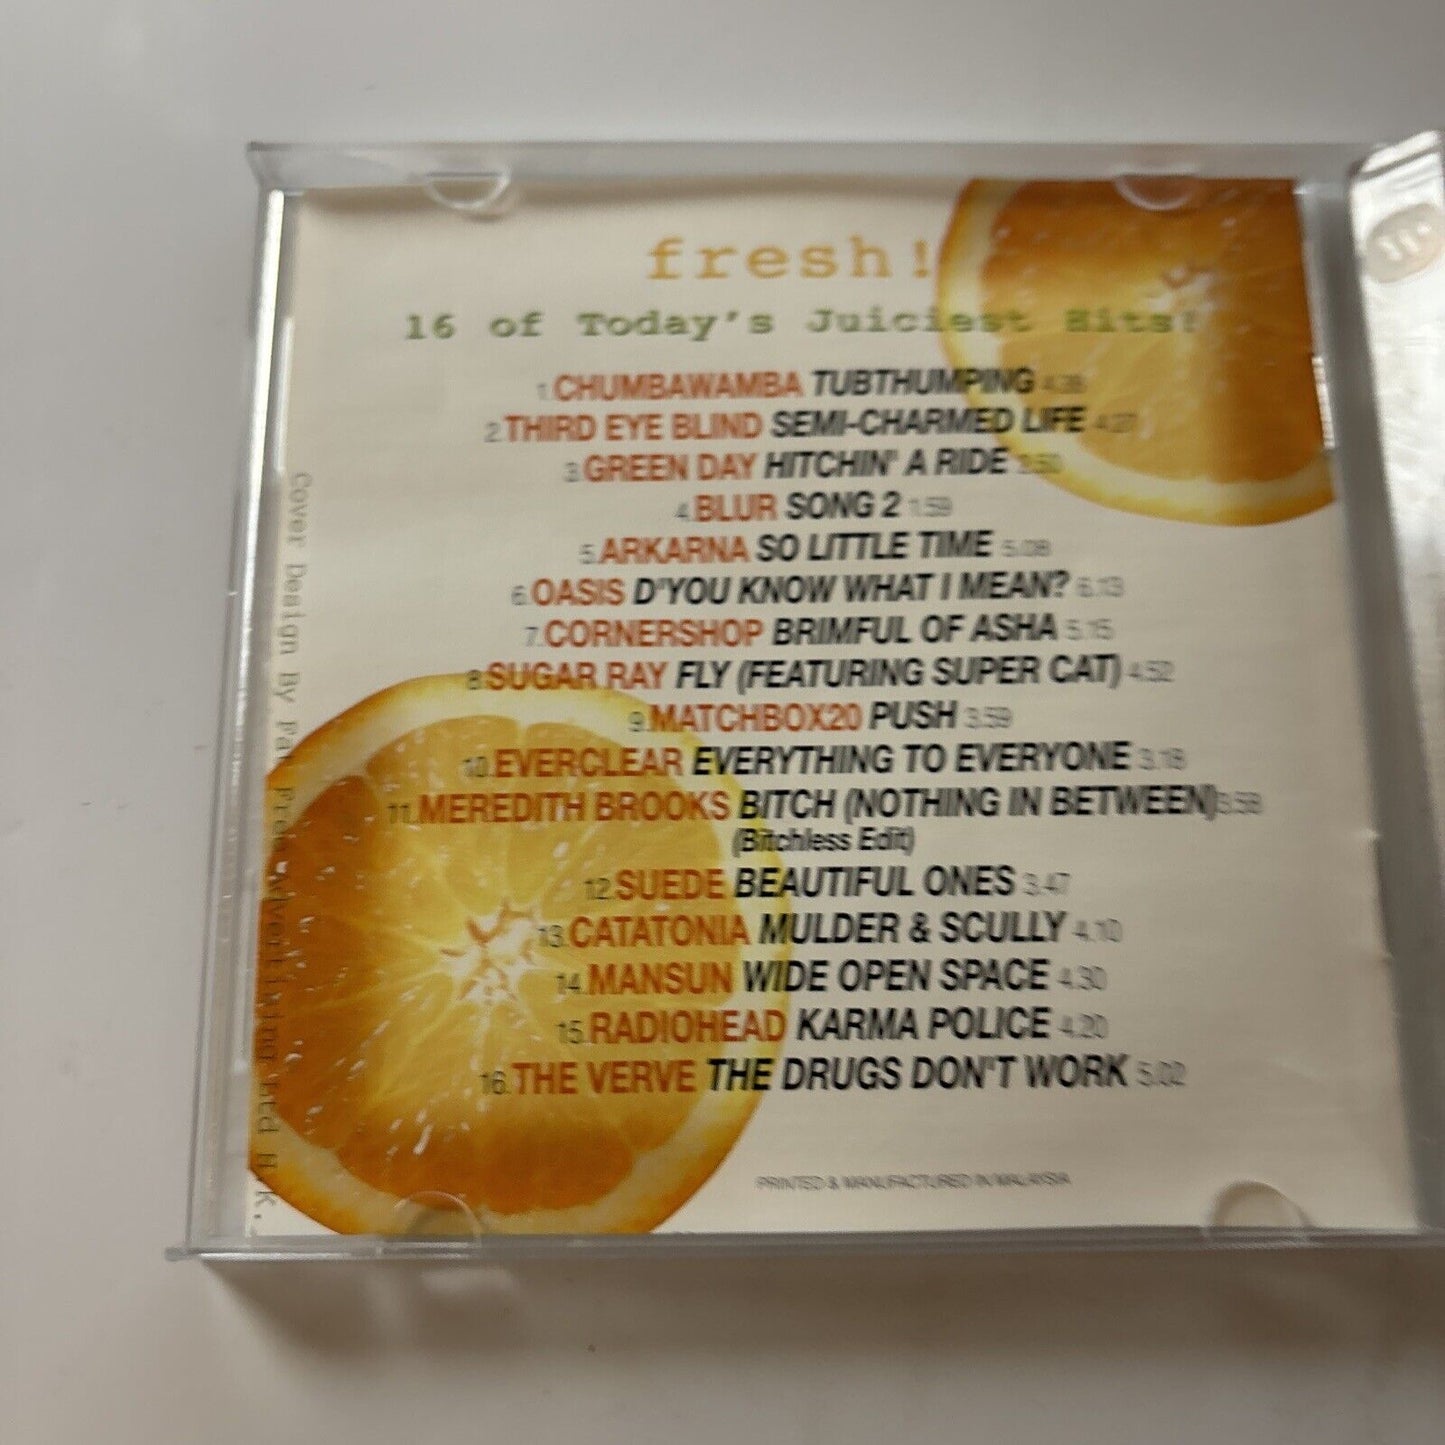 fresh!
16 of Today's Juiciest Hits!
1.CHUMBAWAMBA TUBTHUMPING
2.THIRD EYE BLIND SEMI-CHARMED LIFE 4.27
3.GREEN DAY HITCHIN' A RIDE
4.BLUR SONG 2 1.59
5.ARKARNA SO LITTLE TIME 5.08
6.OASIS D'YOU KNOW WHAT I MEAN? 6.13
7.CORNERSHOP BRIMFUL OF ASHA 5.15
8.SUGAR RAY FLY (FEATURING SUPER CAT) 4.52
9.MATCHBOX20 PUSH 3.59
10.EVERCLEAR EVERYTHING TO EVERYONE 3.18
11.MEREDITH BROOKS BITCH (NOTHING IN BETWEEN) 3.58
(Bitchless Edit)
12.SUEDE BEAUTIFUL ONES 3.47
13.CATATONIA MULDER & SCULLY 4.10
14.MANSUN WIDE OPEN SPACE 4.30
15.RADIOHEAD KARMA POLICE 4.20
16.THE VERVE THE DRUGS DON'T WORK 5.02
PRINTED & MANUFACTURED IN MALAYSIA
Cover Design By Ltd H.K.